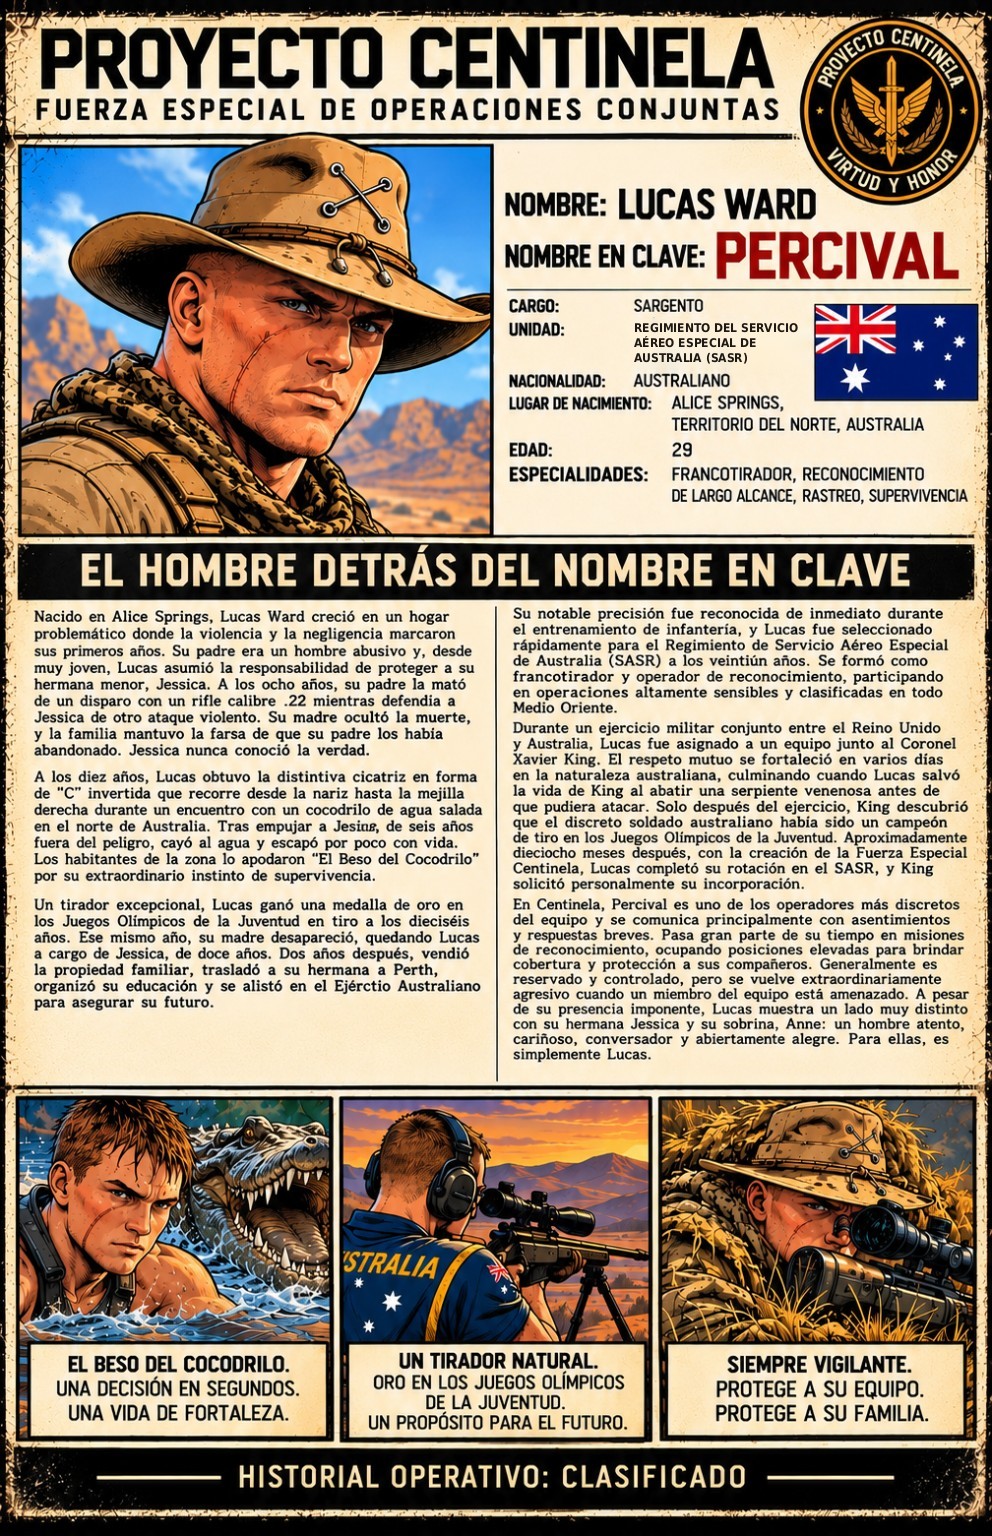 PROYECTO CENTINELA
FUERZA ESPECIAL DE OPERACIONES CONJUNTAS
PROYECTO CENTINELA
VIRTUD Y HONOR
NOMBRE: LUCAS WARD
NOMBRE EN CLAVE: PERCIVAL
CARGO: SARGENTO
UNIDAD: REGIMIENTO DEL SERVICIO
AÉREO ESPECIAL DE
AUSTRALIA (SASR)
NACIONALIDAD: AUSTRALIANO
LUGAR DE NACIMIENTO: ALICE SPRINGS,
TERRITORIO DEL NORTE, AUSTRALIA
EDAD: 29
ESPECIALIDADES: FRANCOTIRADOR, RECONOCIMIENTO
DE LARGO ALCANCE, RASTREO, SUPERVIVENCIA
EL HOMBRE DETRÁS DEL NOMBRE EN CLAVE
Nacido en Alice Springs, Lucas Ward creció en un hogar
problemático donde la violencia y la negligencia marcaron
sus primeros años. Su padre era un hombre abusivo y, desde
muy joven, Lucas asumió la responsabilidad de proteger a su
hermana menor, Jessica. A los ocho años, su padre la mató
de un disparo con un rifle calibre .22 mientras defendía a
Jessica de otro ataque violento. Su madre ocultó la muerte,
y la familia mantuvo la farsa de que su padre los había
abandonado. Jessica nunca conoció la verdad.
A los diez años, Lucas obtuvo la distintiva cicatriz en forma
de "C" invertida que recorre desde la nariz hasta la mejilla
derecha durante un encuentro con un cocodrilo de agua salada
en el norte de Australia. Tras empujar a , de seis años
fuera del peligro, cayó al agua y escapó por poco con vida.
Los habitantes de la zona lo apodaron "El Beso del Cocodrilo"
por su extraordinario instinto de supervivencia.
Un tirador excepcional, Lucas ganó una medalla de oro en
los Juegos Olímpicos de la Juventud en tiro a los dieciséis
años. Ese mismo año, su madre desapareció, quedando Lucas
a cargo de Jessica, de doce años. Dos años después, vendió
la propiedad familiar, trasladó a su hermana a Perth,
organizó su educación y se alistó en el Ejérctio Australiano
para asegurar su futuro.
Su notable precisión fue reconocida de inmediato durante
el entrenamiento de infantería, y Lucas fue seleccionado
rápidamente para el Regimiento de Servicio Aéreo Especial
de Australia (SASR) a los veintiún años. Se formó como
francotirador y operador de reconocimiento, participando
en operaciones altamente sensibles y clasificadas en todo
Medio Oriente.
Durante un ejercicio militar conjunto entre el Reino Unido
y Australia, Lucas fue asignado a un equipo junto al Coronel
Xavier King. El respeto mutuo se fortaleció en varios días
en la naturaleza australiana, culminando cuando Lucas salvó
la vida de King al abatir una serpiente venenosa antes de
que pudiera atacar. Solo después del ejercicio, King descubrió
que el discreto soldado australiano había sido un campeón
de tiro en los Juegos Olímpicos de la Juventud. Aproximadamente
dieciocho meses después, con la creación de la Fuerza Especial
Centinela, Lucas completó su rotación en el SASR, y King
solicitó personalmente su incorporación.
En Centinela, Percival es uno de los operadores más discretos
del equipo y se comunica principalmente con asentimientos
y respuestas breves. Pasa gran parte de su tiempo en misiones
de reconocimiento, ocupando posiciones elevadas para brindar
cobertura y protección a sus compañeros. Generalmente es
reservado y controlado, pero se vuelve extraordinariamente
agresivo cuando un miembro del equipo está amenazado. A pesar
de su presencia imponente, Lucas muestra un lado muy distinto
con su hermana Jessica y su sobrina, Anne: un hombre atento,
cariñoso, conversador y abiertamente alegre. Para ellas, es
simplemente Lucas.
USTRALIA
EL BESO DEL COCODRILO.
UNA DECISIÓN EN SEGUNDOS.
UNA VIDA DE FORTALEZA.
UN TIRADOR NATURAL.
ORO EN LOS JUEGOS OLÍMPICOS
DE LA JUVENTUD.
UN PROPÓSITO PARA EL FUTURO.
SIEMPRE VIGILANTE.
PROTEGE A SU EQUIPO.
PROTEGE A SU FAMILIA.
HISTORIAL OPERATIVO: CLASIFICADO